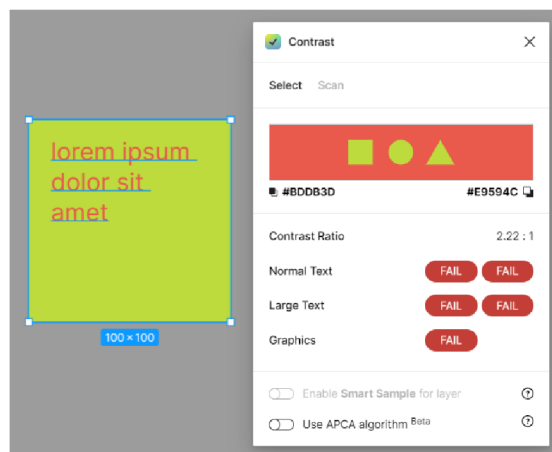 lorem ipsum
dolor sit
amet
100 × 100
Contrast
Select Scan
#BDDB3D #E9594C
Contrast Ratio 2.22 : 1
Normal Text FAIL FAIL
Large Text FAIL FAIL
Graphics FAIL
Enable Smart Sample for layer ?
Use APCA algorithm Beta ?